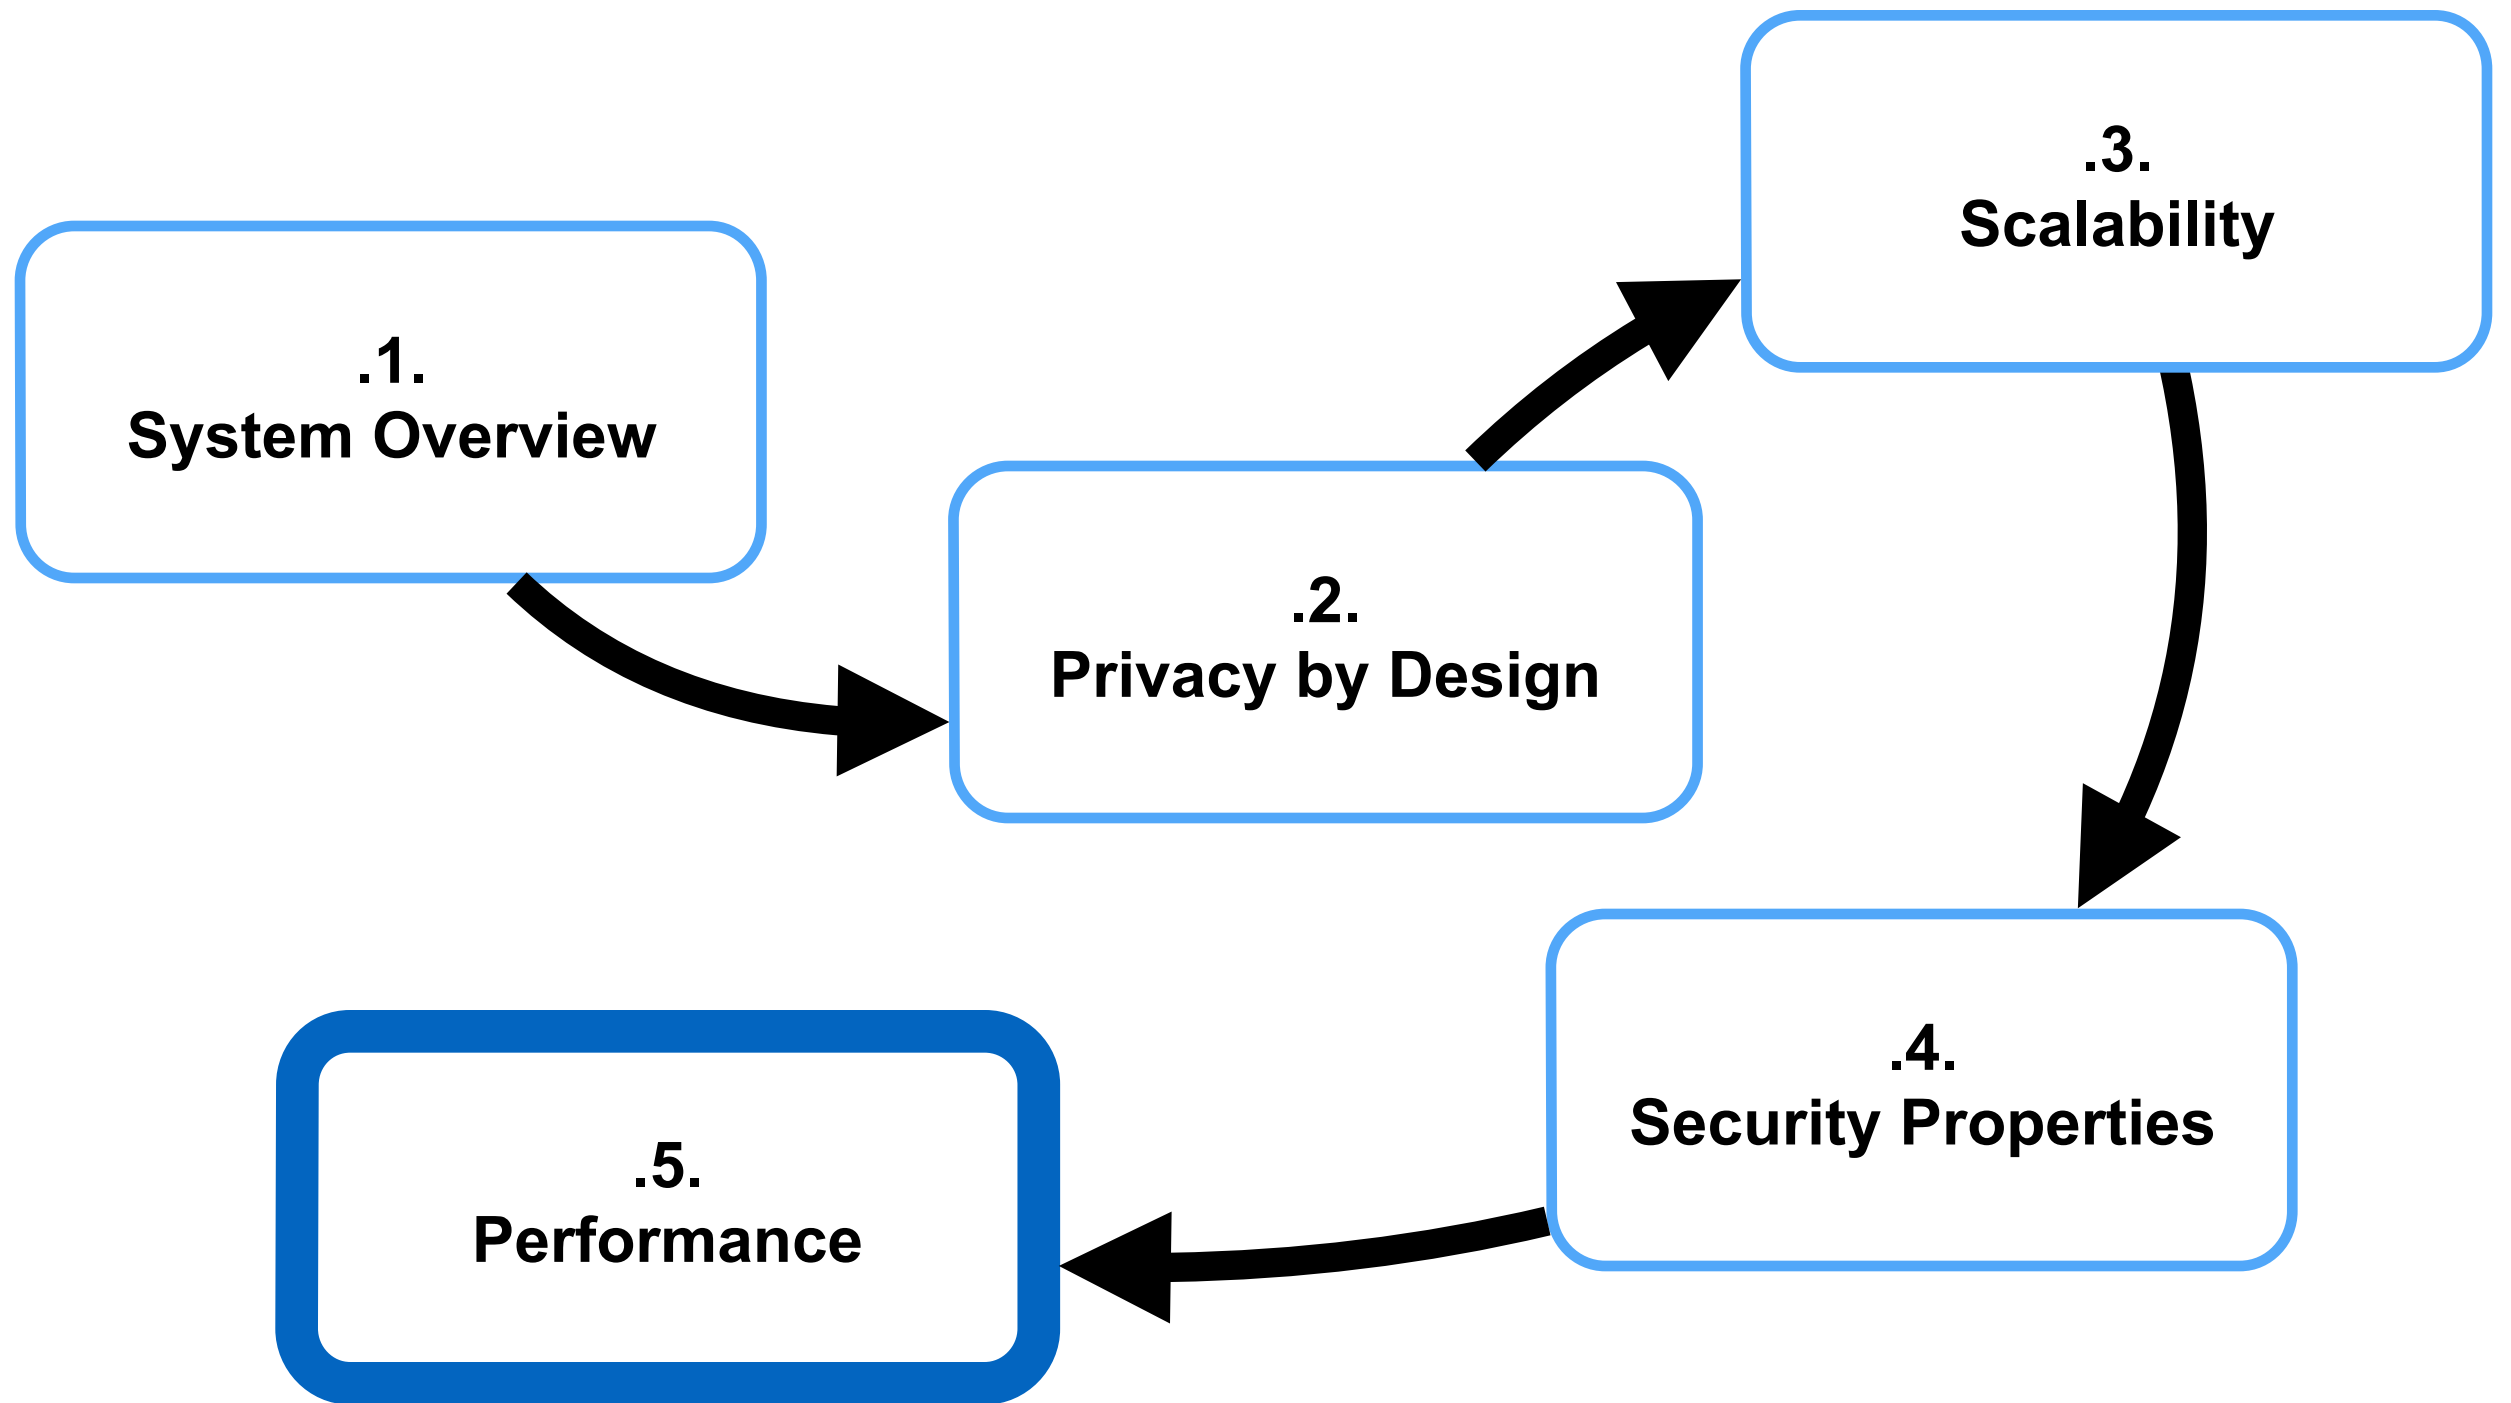 .1.
System Overview
.2.
Privacy by Design
.3.
Scalability
.4.
Security Properties
.5.
Performance